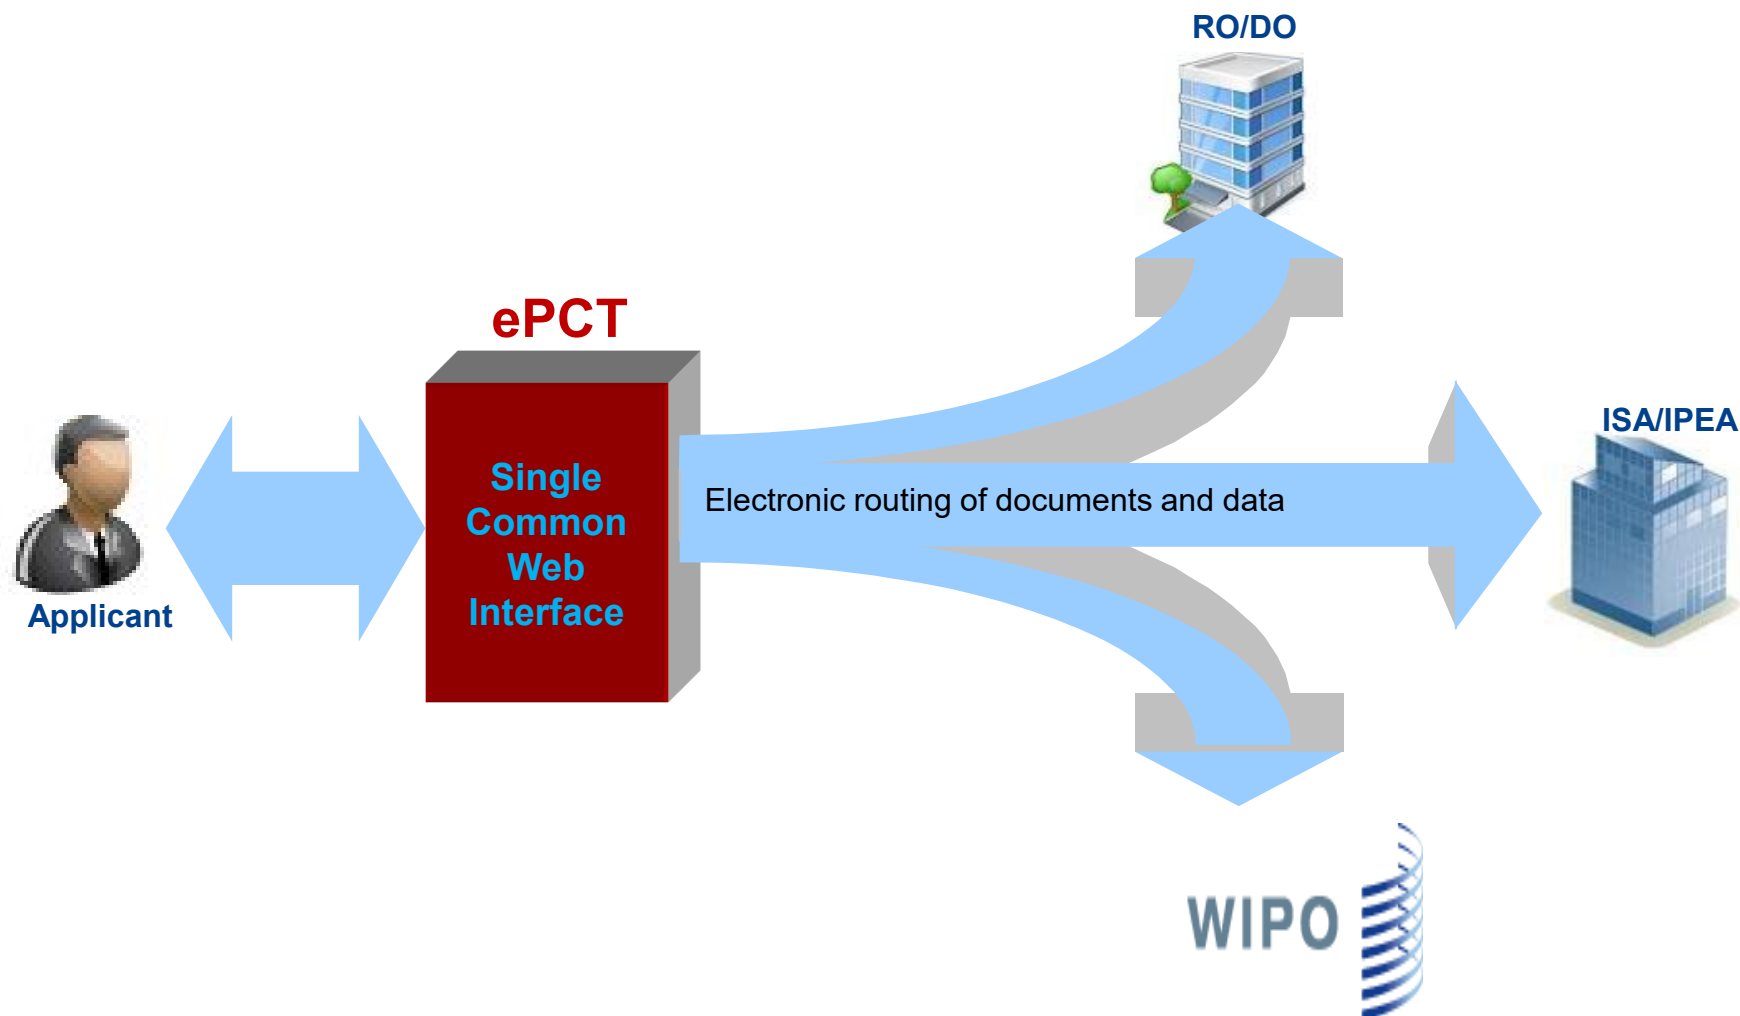 RO/DO
ePCT
ISA/IPEA
Single
Common
Web
Interface
Electronic routing of documents and data
Applicant
WIPO